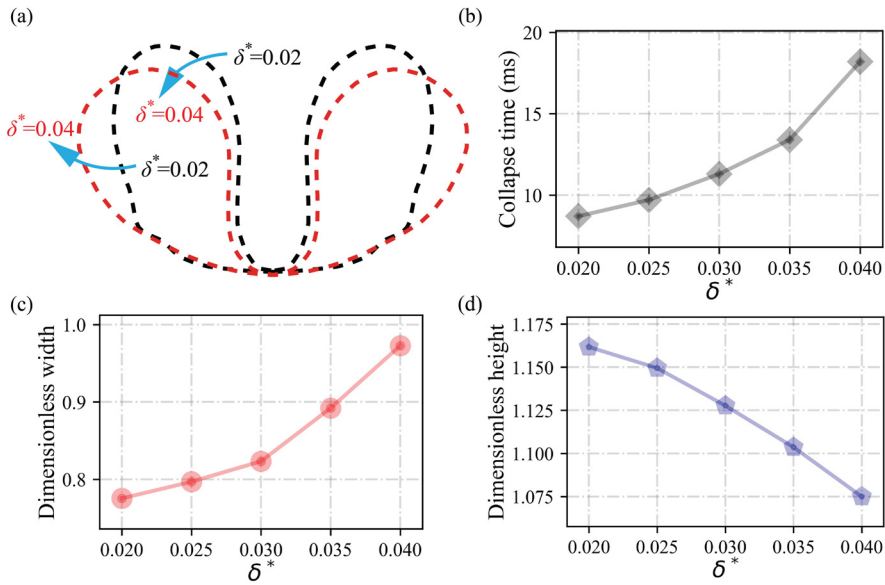 (a)
δ*=0.02
δ*=0.04
δ*=0.04
δ*=0.02
(b)
Collapse time (ms)
20
15
10
0.020 0.025 0.030 0.035 0.040
δ*
(c)
Dimensionless width
1.0
0.9
0.8
0.020 0.025 0.030 0.035 0.040
δ*
(d)
Dimensionless height
1.175
1.150
1.125
1.100
1.075
0.020 0.025 0.030 0.035 0.040
δ*